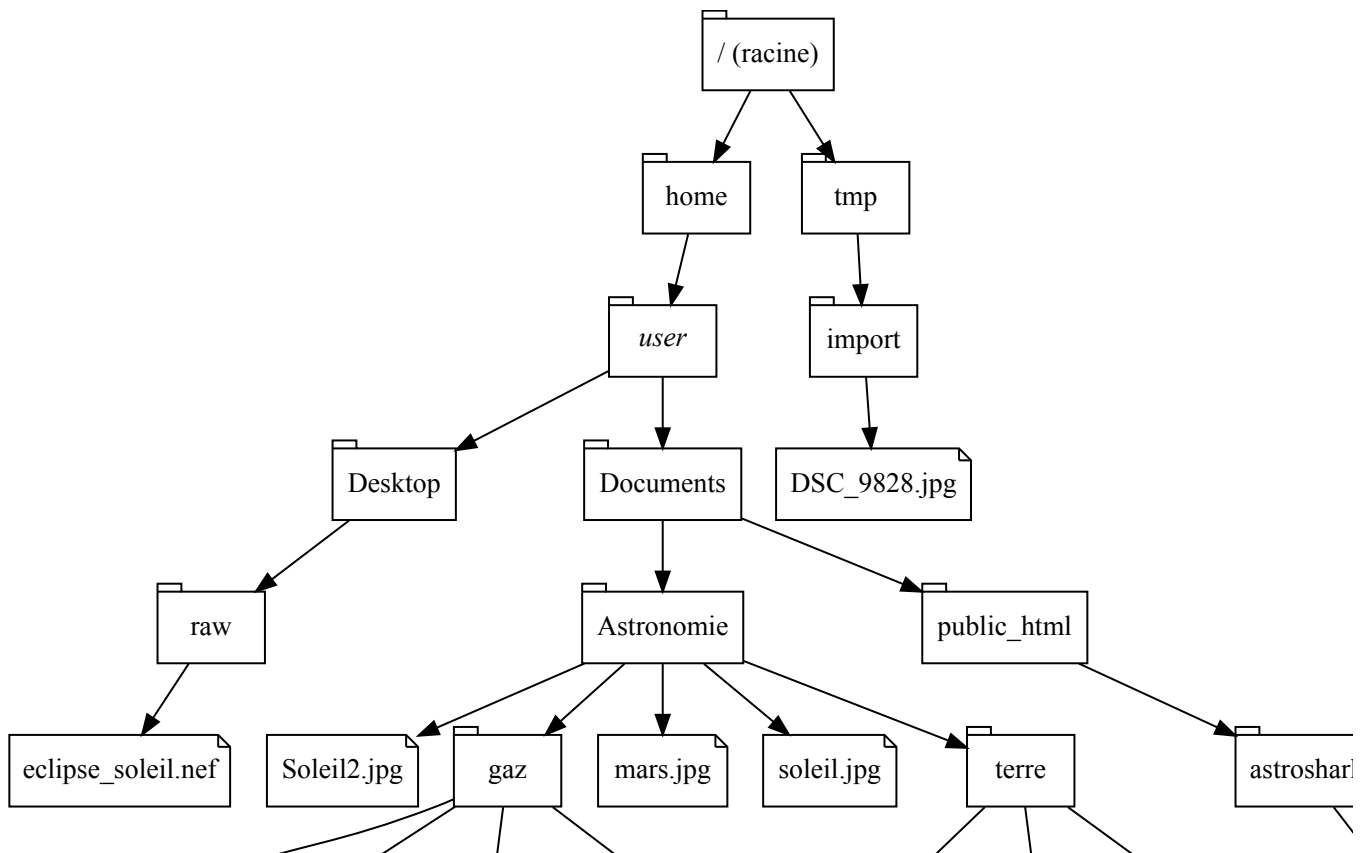 / (racine)
home
tmp
user
import
Desktop
Documents
DSC_9828.jpg
raw
Astronomie
public_html
eclipse_soleil.nef
Soleil2.jpg
gaz
mars.jpg
soleil.jpg
terre